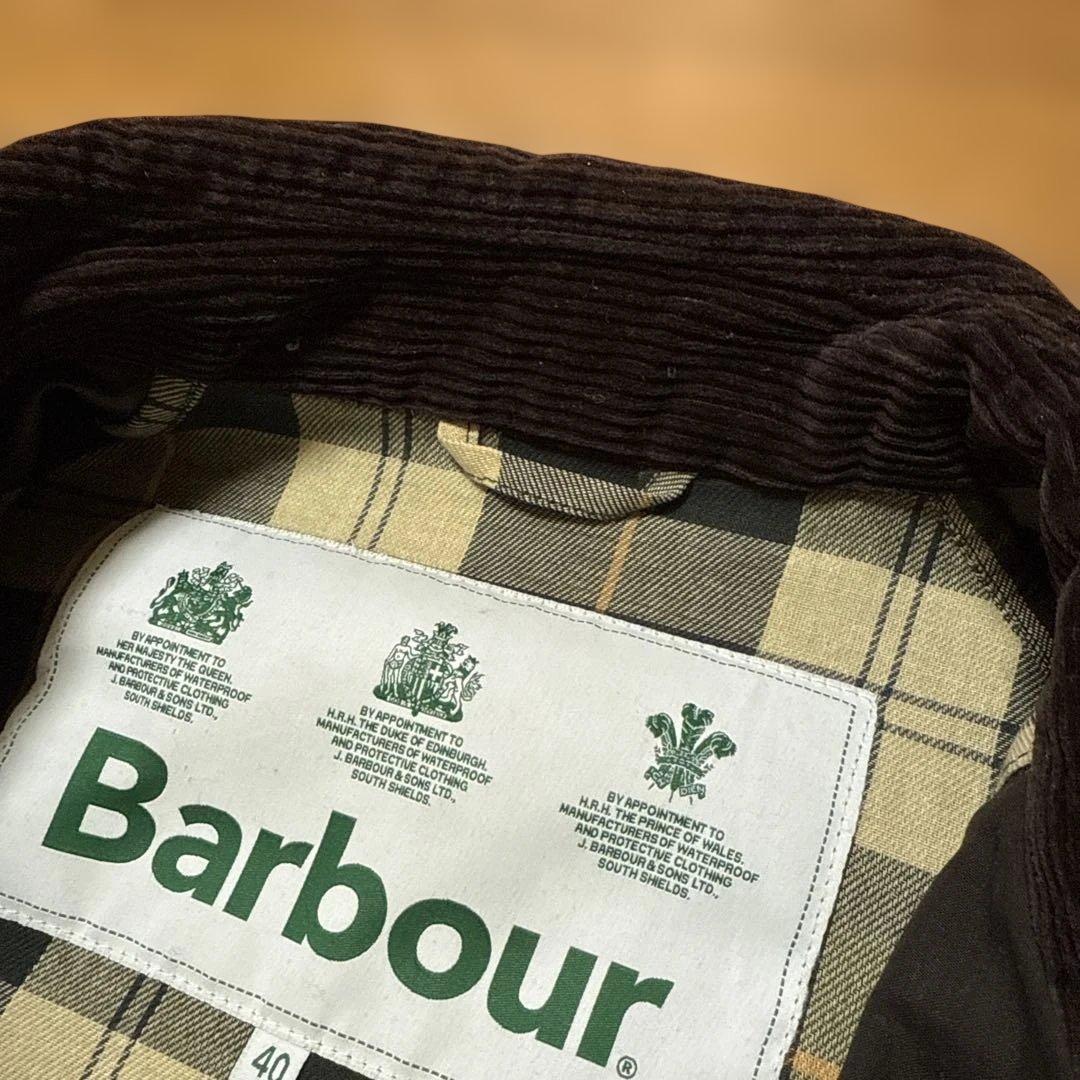 BY APPOINTMENT TO
HER MAJESTY THE QUEEN.
MANUFACTURERS OF WATERPROOF
AND PROTECTIVE CLOTHING
J. BARBOUR & SONS LTD.,
SOUTH SHIELDS.
BY APPOINTMENT TO
H.R.H. THE DUKE OF EDINBURGH.
MANUFACTURERS OF WATERPROOF
AND PROTECTIVE CLOTHING
J. BARBOUR & SONS LTD.,
SOUTH SHIELDS.
DIEN
BY APPOINTMENT TO
H.R.H. THE PRINCE OF WALES.
MANUFACTURERS OF WATERPROOF
AND PROTECTIVE CLOTHING
J. BARBOUR & SONS LTD.,
SOUTH SHIELDS.
Barbour®
40